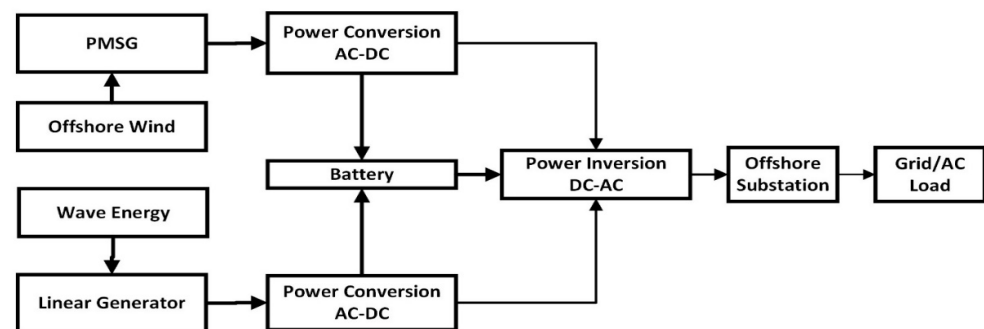 PMSG
Power Conversion
AC-DC
Offshore Wind
Battery
Power Inversion
DC-AC
Offshore
Substation
Grid/AC
Load
Wave Energy
Linear Generator
Power Conversion
AC-DC